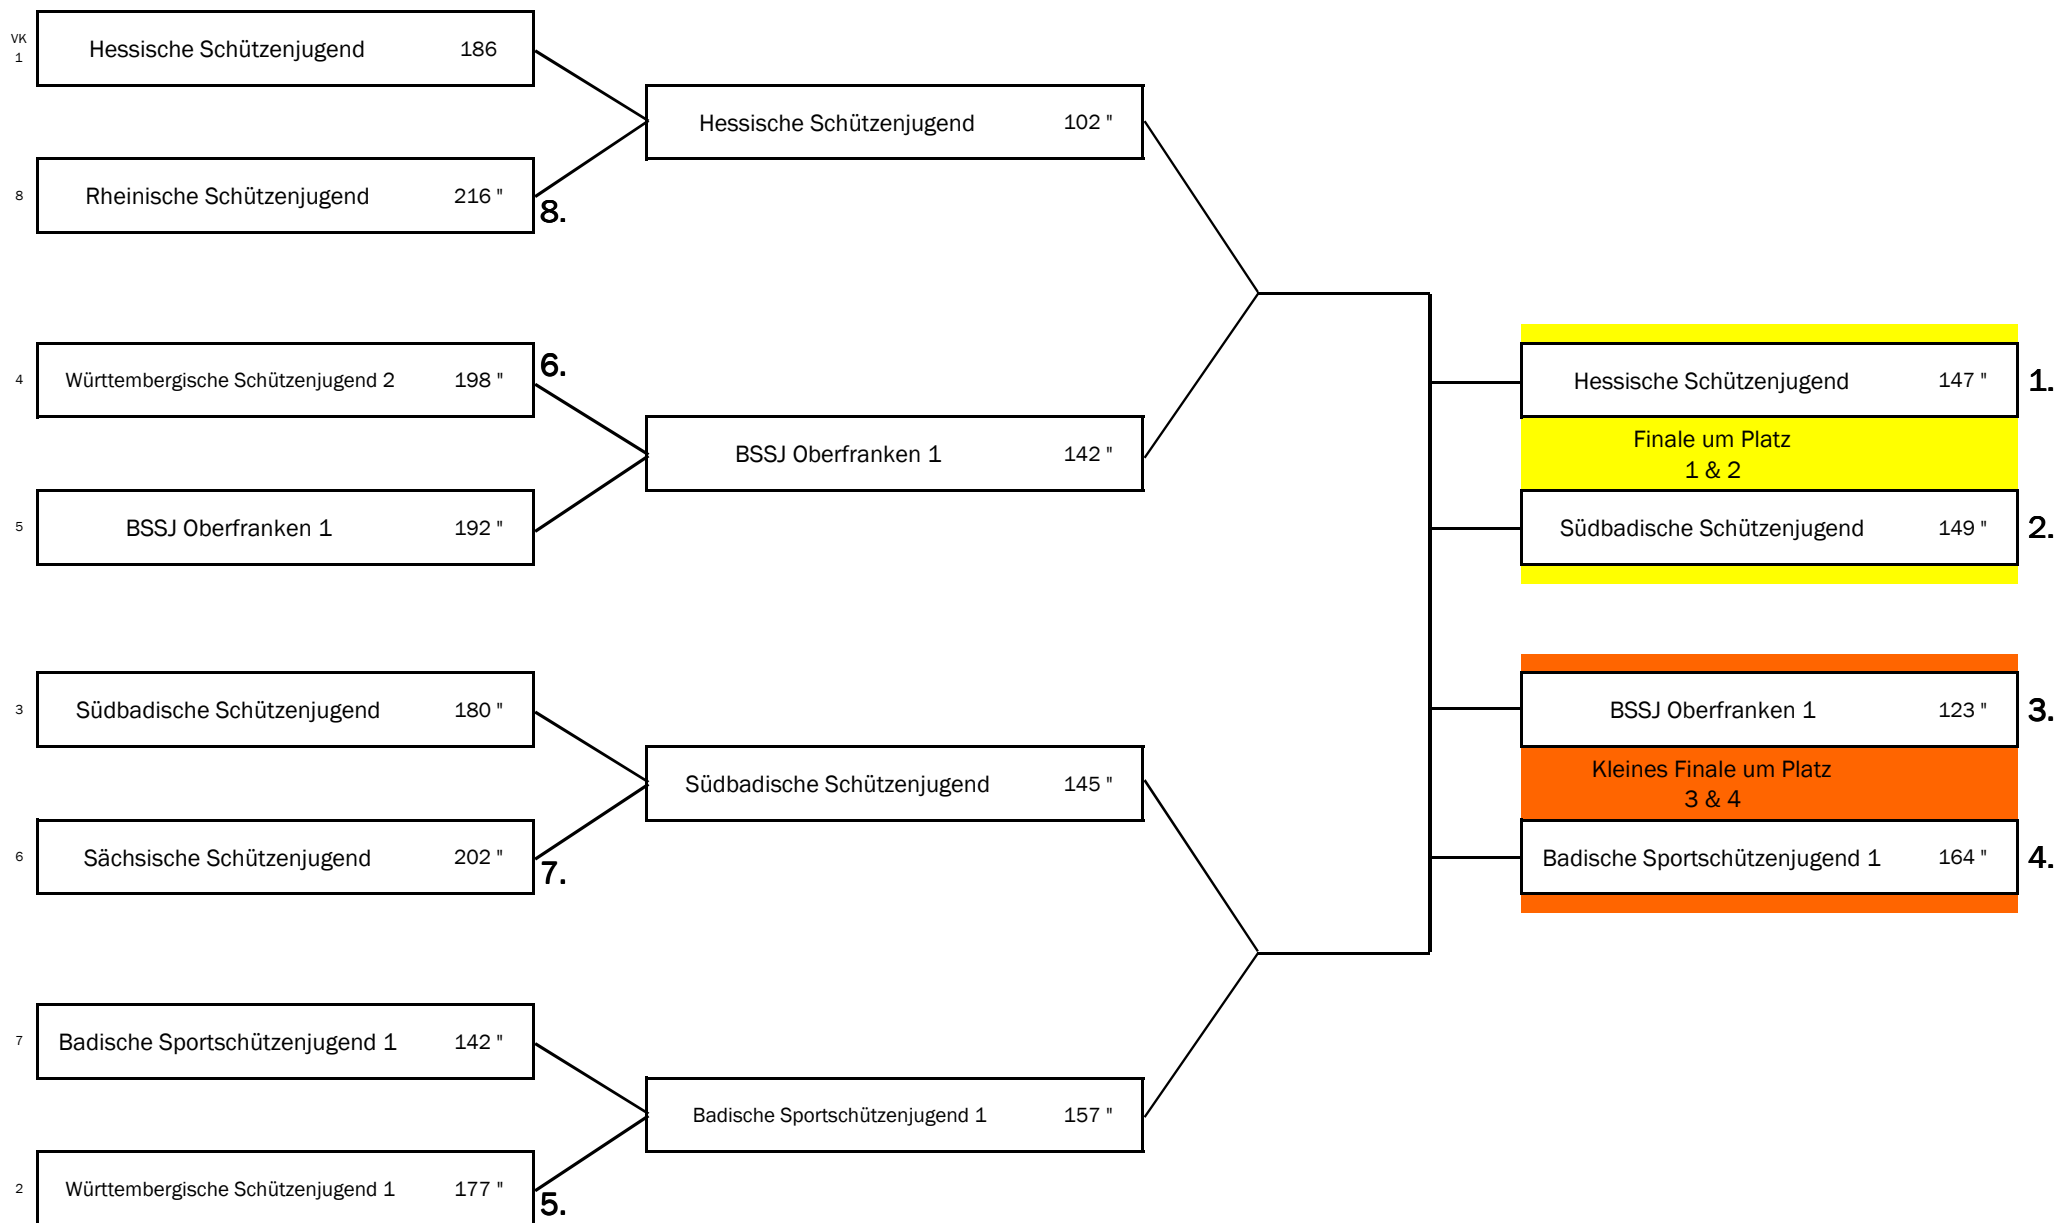 VK
1
Hessische Schützenjugend 186
8 Rheinische Schützenjugend 216 "
8.
Hessische Schützenjugend 102 "
4 Württembergische Schützenjugend 2 198 "
6.
5 BSSJ Oberfranken 1 192 "
BSSJ Oberfranken 1 142 "
3 Südbadische Schützenjugend 180 "
6 Sächsische Schützenjugend 202 "
7.
Südbadische Schützenjugend 145 "
7 Badische Sportschützenjugend 1 142 "
2 Württembergische Schützenjugend 1 177 "
5.
Badische Sportschützenjugend 1 157 "
Hessische Schützenjugend 147 " 1.
Finale um Platz
1 & 2
Südbadische Schützenjugend 149 " 2.
BSSJ Oberfranken 1 123 " 3.
Kleines Finale um Platz
3 & 4
Badische Sportschützenjugend 1 164 " 4.